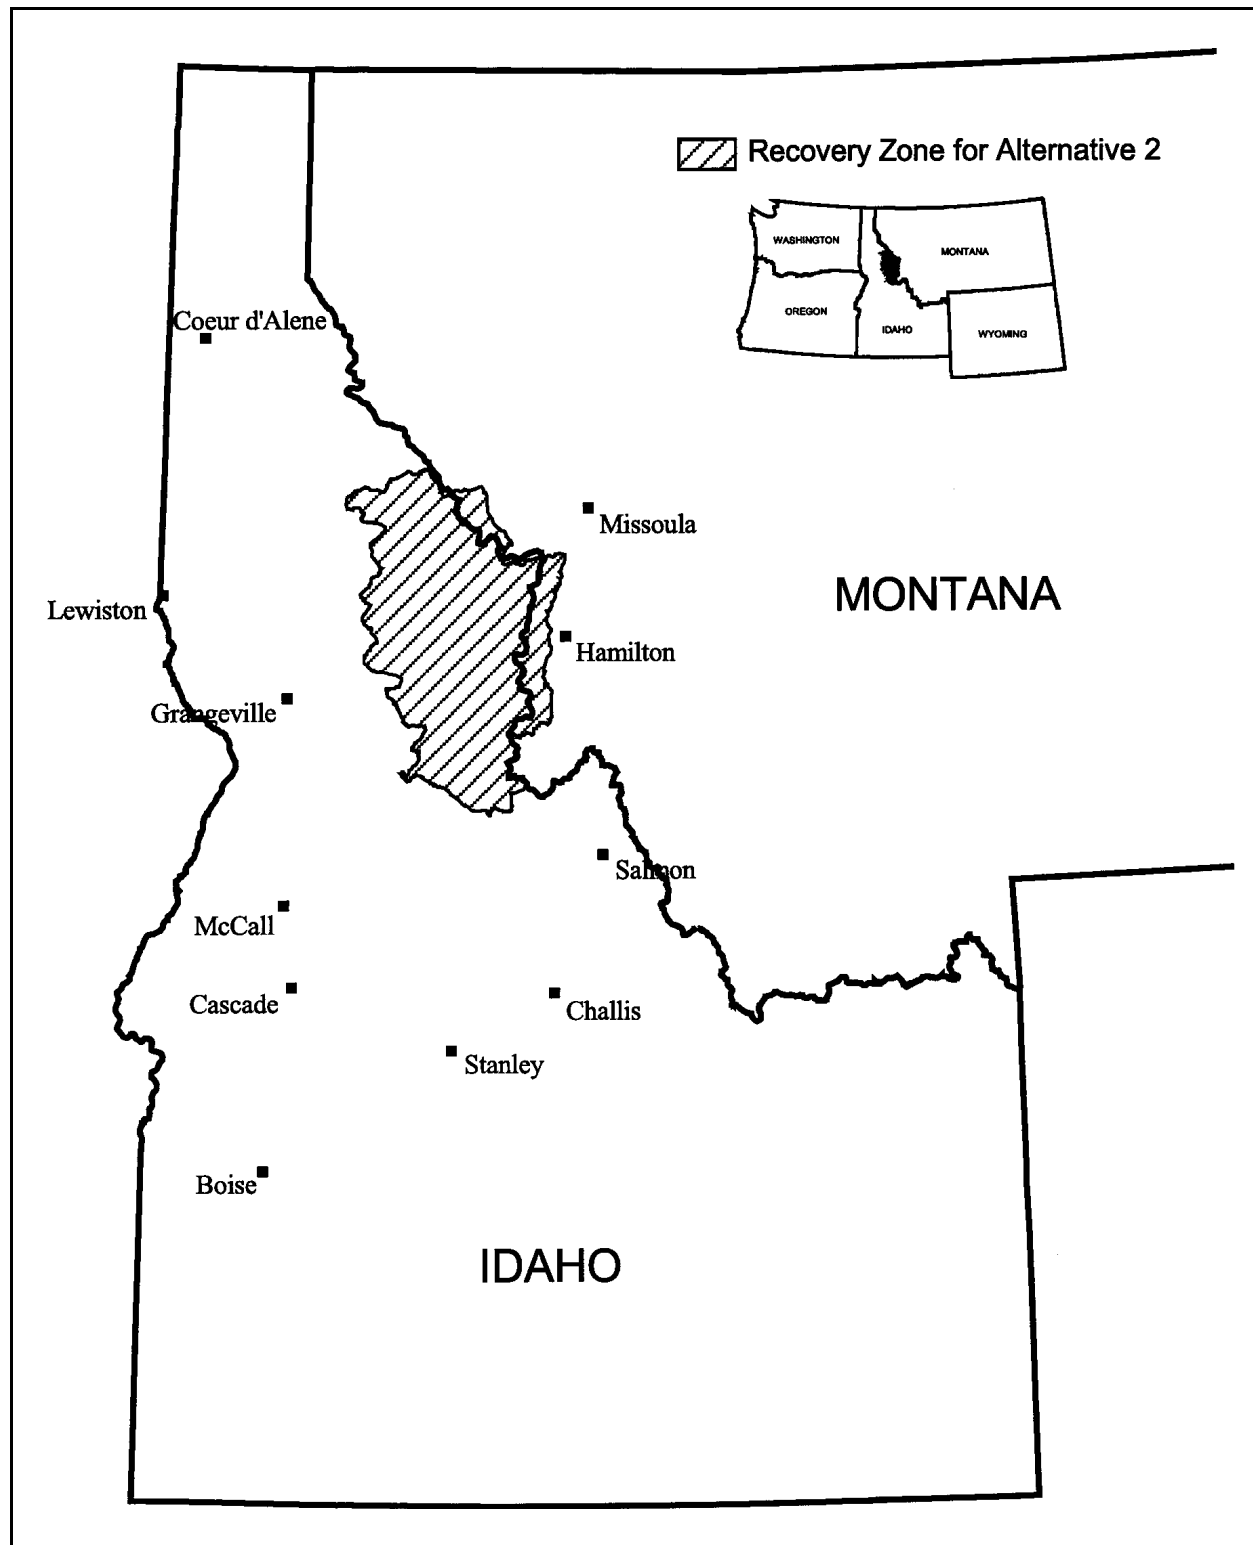 Recovery Zone for Alternative 2
WASHINGTON
MONTANA
OREGON
IDAHO
WYOMING
Coeur d'Alene
Missoula
MONTANA
Lewiston
Hamilton
Grangeville
Salmon
McCall
Cascade
Challis
Stanley
Boise
IDAHO